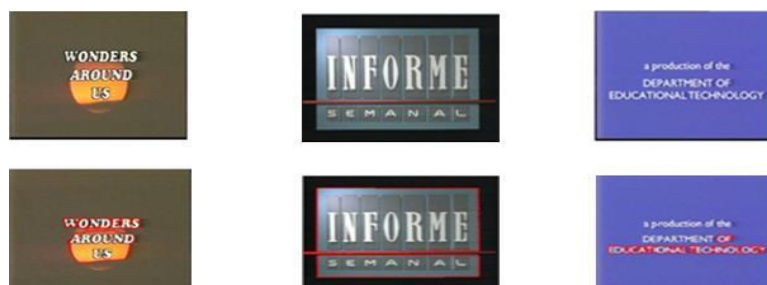 WONDERS
AROUND
US
INFORME
SEMANAL
a production of the
DEPARTMENT OF
EDUCATIONAL TECHNOLOGY
WONDERS
AROUND
US
INFORME
SEMANAL
a production of the
DEPARTMENT OF
EDUCATIONAL TECHNOLOGY